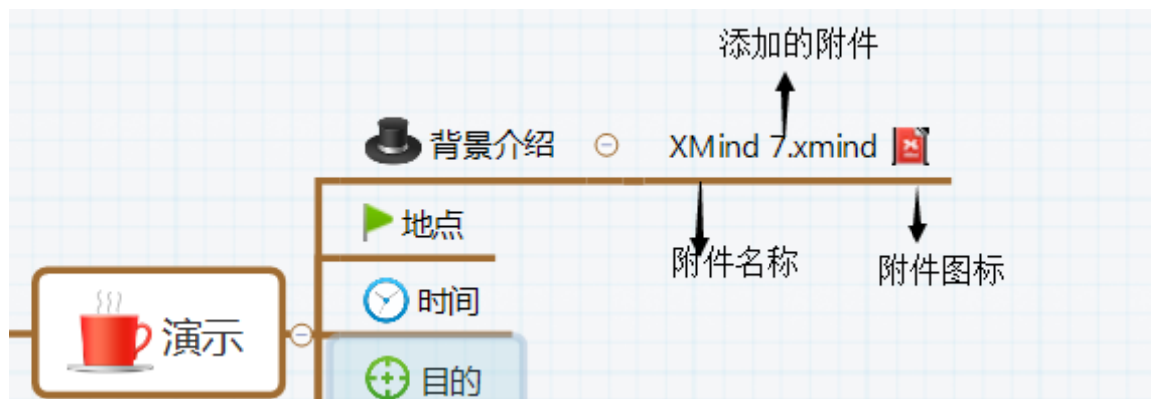 添加的附件
背景介绍
XMind 7.xmind
地点
附件名称
附件图标
时间
演示
目的